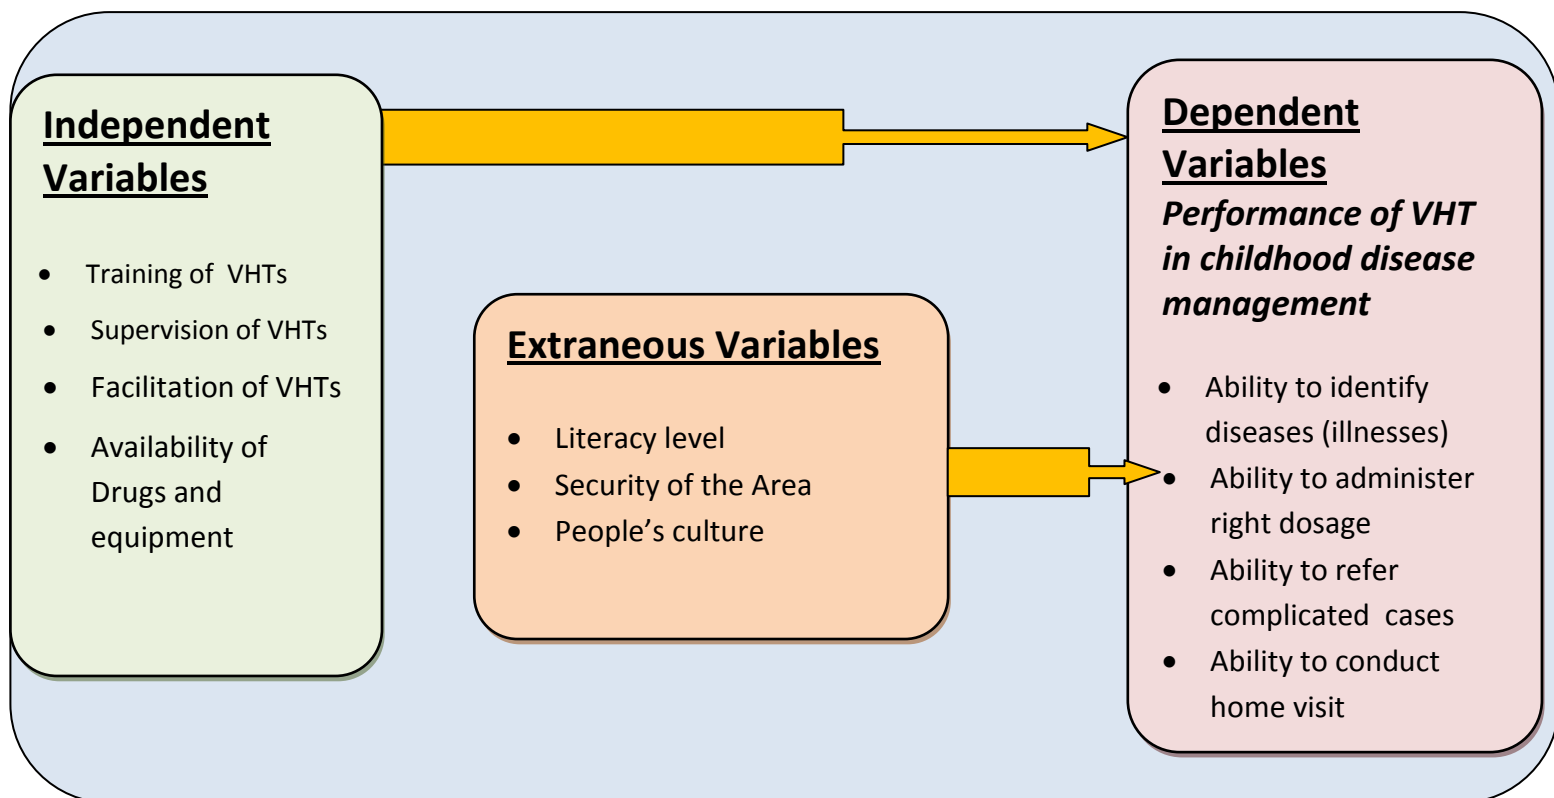 Independent
Variables
• Training of VHTs
• Supervision of VHTs
• Facilitation of VHTs
• Availability of
Drugs and
equipment
Extraneous Variables
• Literacy level
• Security of the Area
• People’s culture
Dependent
Variables
Performance of VHT
in childhood disease
management
• Ability to identify
diseases (illnesses)
• Ability to administer
right dosage
• Ability to refer
complicated cases
• Ability to conduct
home visit